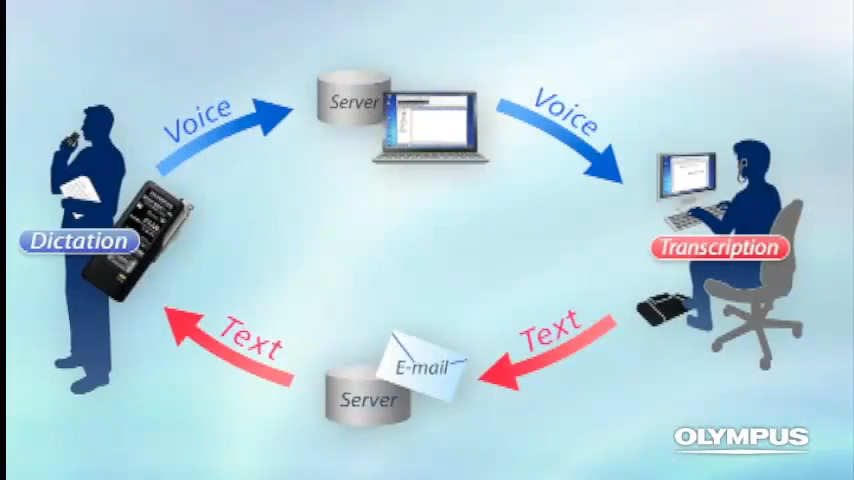 Voice
Server
Voice
Dictation
Transcription
Text
Text
E-mail
Server
OLYMPUS